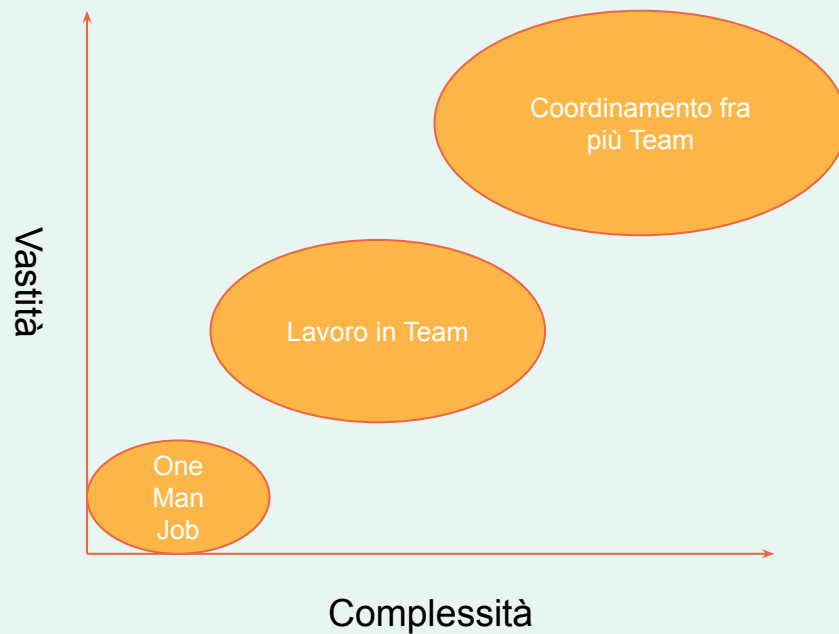 Coordinamento fra
più Team
Vastità
Lavoro in Team
One
Man
Job
Complessità